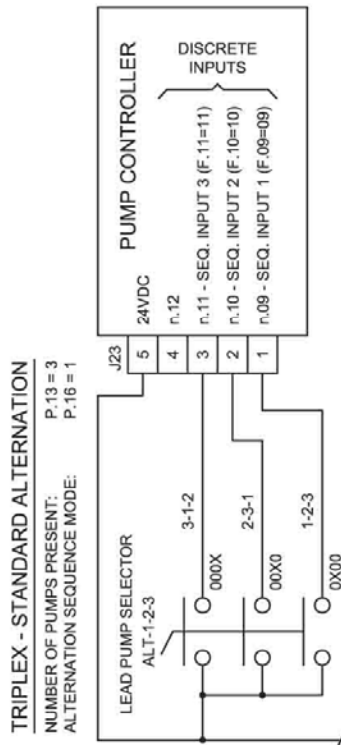 TRIPLEX - STANDARD ALTERNATION
NUMBER OF PUMPS PRESENT: P.13 = 3
ALTERNATION SEQUENCE MODE: P.16 = 1
LEAD PUMP SELECTOR
ALT-1-2-3
000X
00X0
0X00
3-1-2
2-3-1
1-2-3
J23
5
4
3
2
1
PUMP CONTROLLER
24VDC
n.12
n.11 - SEQ. INPUT 3 (F.11=11)
n.10 - SEQ. INPUT 2 (F.10=10)
n.09 - SEQ. INPUT 1 (F.09=09)
DISCRETE
INPUTS